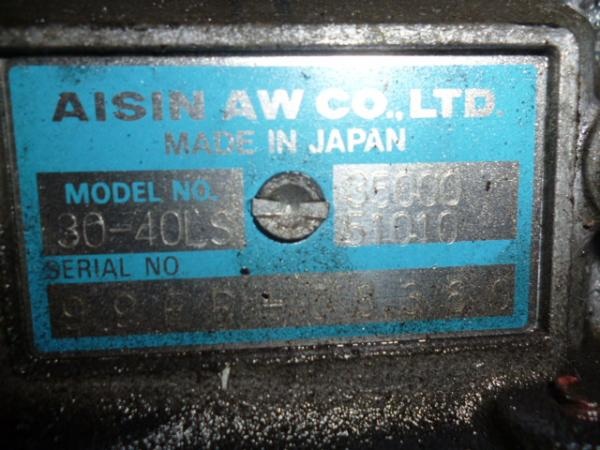 AISIN AW CO., LTD.
MADE IN JAPAN
MODEL NO.
30-40LS
35000
51010
SERIAL NO